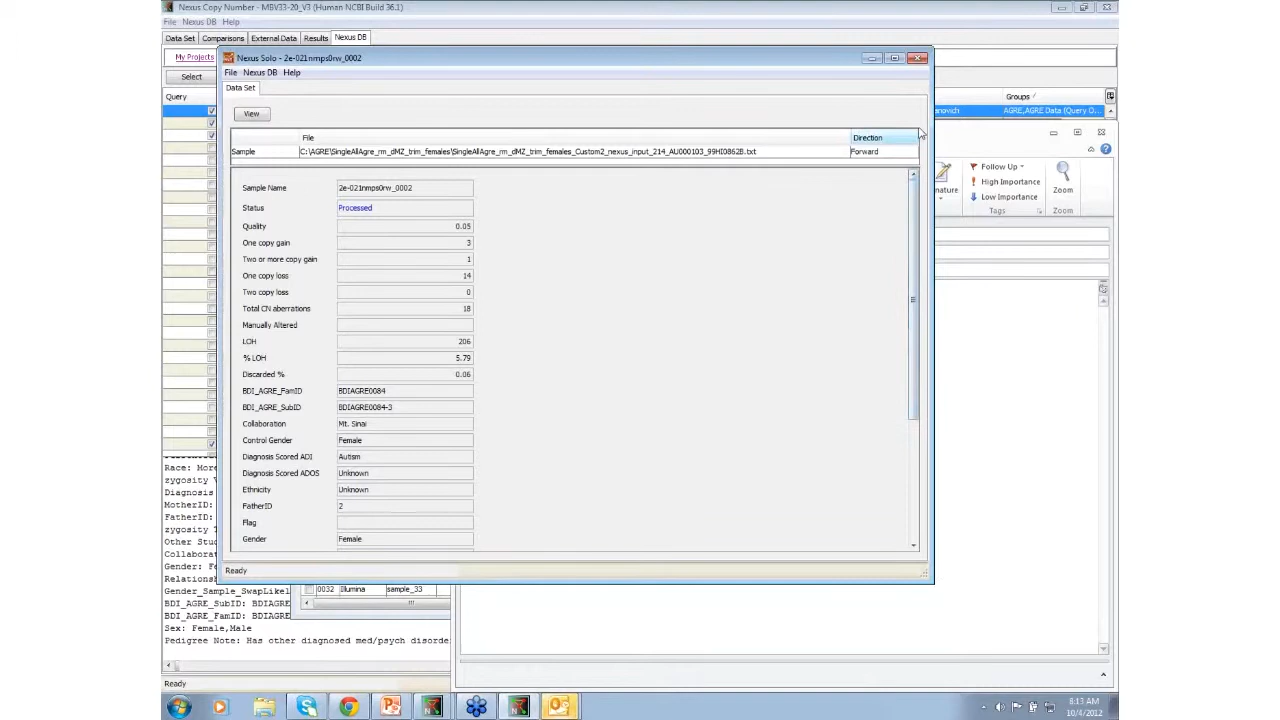 Nexus Copy Number - MBV33-20_V3 (Human NCBI Build 36.1)
File Nexus DB Help
Data Set Comparisons External Data Results Nexus DB
My Projects
Select
Query
Groups
AGRE,AGRE Data (Query O...
Nexus Solo - 2e-021nmps0rw_0002
File Nexus DB Help
Data Set
View
File Direction
Sample C:\AGRE\SingleAllAgre_rm_dMZ_trim_females\SingleAllAgre_rm_dMZ_trim_females_Custom2_nexus_input_214_AU000103_99HI0862B.txt Forward
Sample Name 2e-021nmps0rw_0002
Status Processed
Quality 0.05
One copy gain 3
Two or more copy gain 1
One copy loss 14
Two copy loss 0
Total CN aberrations 18
Manually Altered
LOH 206
% LOH 5.79
Discarded % 0.06
BDI_AGRE_FamID BDIAGRE0084
BDI_AGRE_SubID BDIAGRE0084-3
Collaboration Mt. Sinai
Control Gender Female
Diagnosis Scored ADI Autism
Diagnosis Scored ADOS Unknown
Ethnicity Unknown
FatherID 2
Flag
Gender Female
Ready
Follow Up
High Importance
Low Importance
Tags
Zoom
Zoom
Race: More
zygosity V
Diagnosis
MotherID:
FatherID:
zygosity T
Other Stud
Collaborat
Gender: Fe
Relationsh
Gender_Sample_SwapLikel
BDI_AGRE_SubID: BDIAGRE
BDI_AGRE_FamID: BDIAGRE
Sex: Female,Male
Pedigree Note: Has other diagnosed med/psych disorde
0032 Illumina sample_33
Ready
8:13 AM
10/4/2012